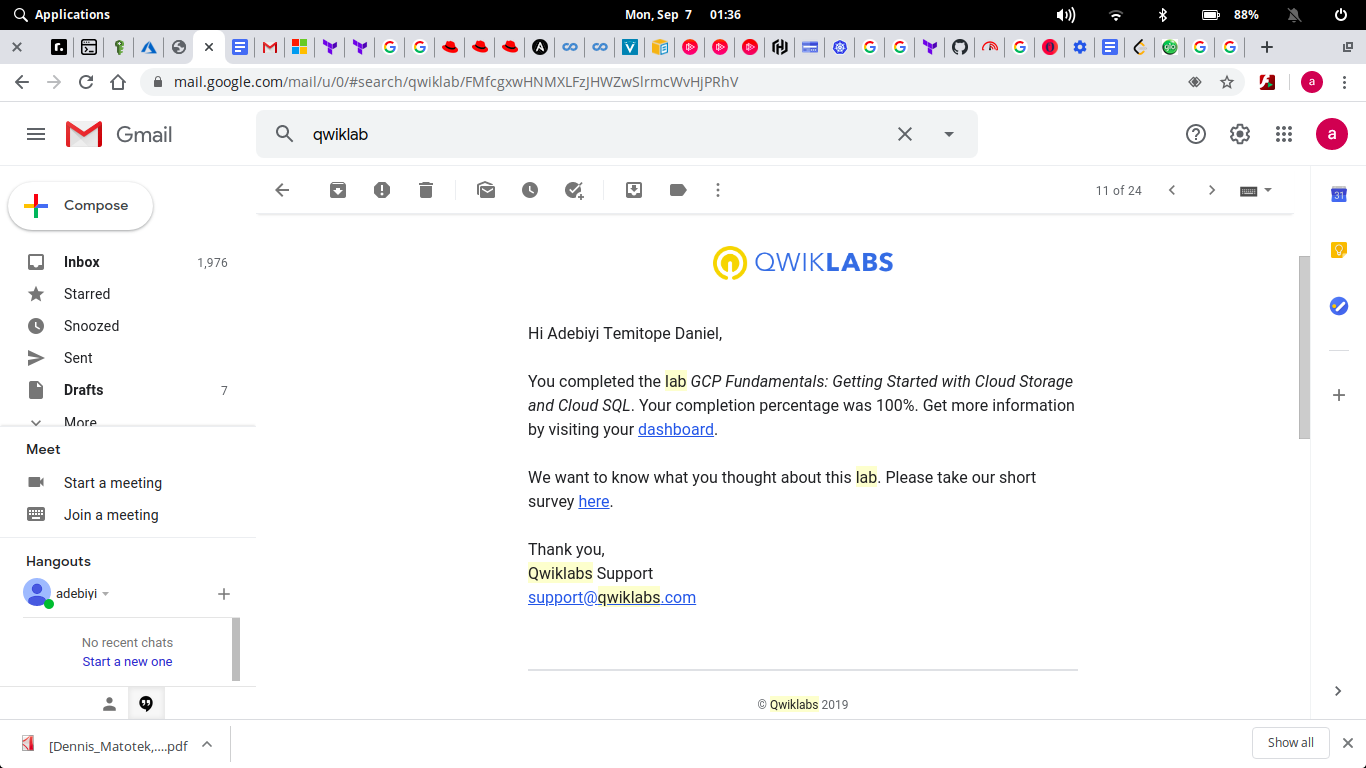 Applications
Mon, Sep 7 01:36
88%
mail.google.com/mail/u/0/#search/qwiklab/FMfcgxwHNMXLFzJHWZwSlrmcWvHjPRhV
a
Gmail
qwiklab
a
Compose
11 of 24
31
Inbox 1,976
Starred
Snoozed
Sent
Drafts 7
More
Meet
Start a meeting
Join a meeting
Hangouts
adebiyi
No recent chats
Start a new one
QWIKLABS
Hi Adebiyi Temitope Daniel,
You completed the lab GCP Fundamentals: Getting Started with Cloud Storage
and Cloud SQL. Your completion percentage was 100%. Get more information
by visiting your dashboard.
We want to know what you thought about this lab. Please take our short
survey here.
Thank you,
Qwiklabs Support
support@qwiklabs.com
© Qwiklabs 2019
[Dennis_Matotek,....pdf
Show all